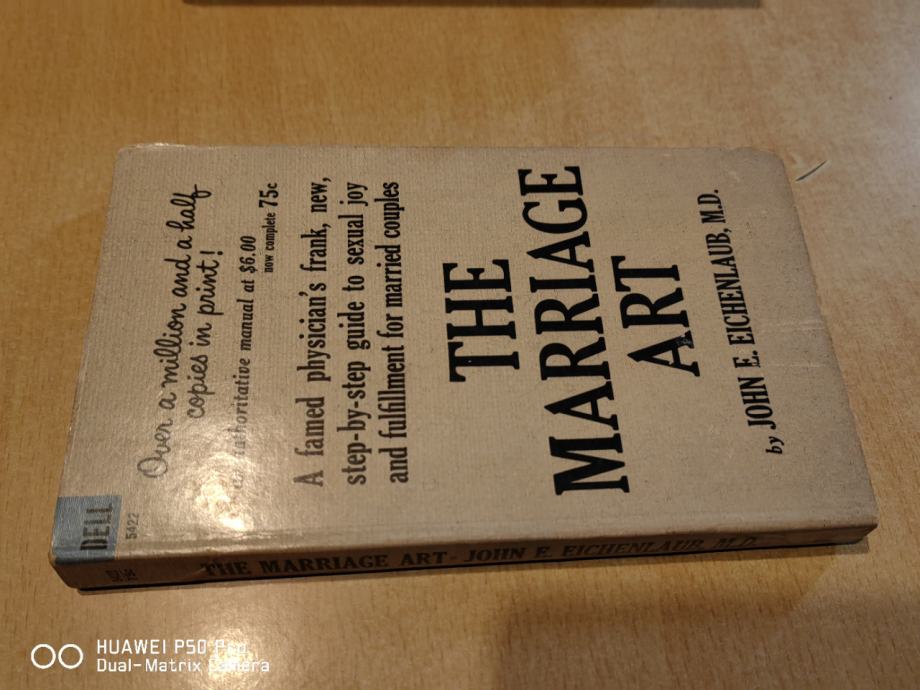 DELL
5422
Over a million and a half
copies in print!
authoritative manual at $6.00
now complete 75c
A famed physician's frank, new,
step-by-step guide to sexual joy
and fulfillment for married couples
THE
MARRIAGE
ART
by JOHN E. EICHENLAUB, M.D.
THE MARRIAGE ART - JOHN E. EICHENLAUB, M.D.
HUAWEI P50 Pro
Dual-Matrix Camera